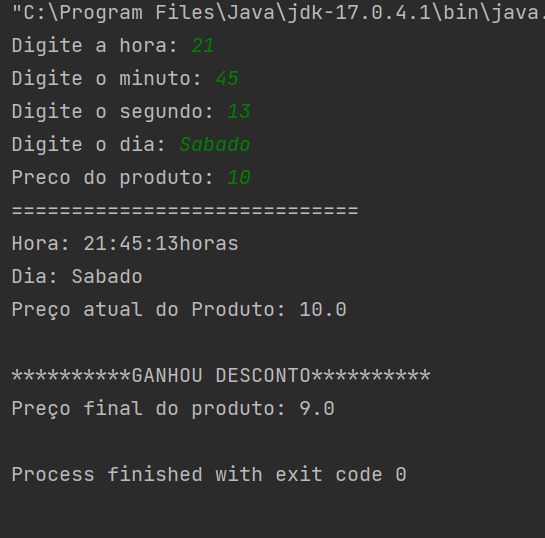 "C:\Program Files\Java\jdk-17.0.4.1\bin\java.
Digite a hora: 21
Digite o minuto: 45
Digite o segundo: 13
Digite o dia: Sabado
Preco do produto: 10
=============================
Hora: 21:45:13horas
Dia: Sabado
Preço atual do Produto: 10.0
**********GANHOU DESCONTO**********
Preço final do produto: 9.0
Process finished with exit code 0